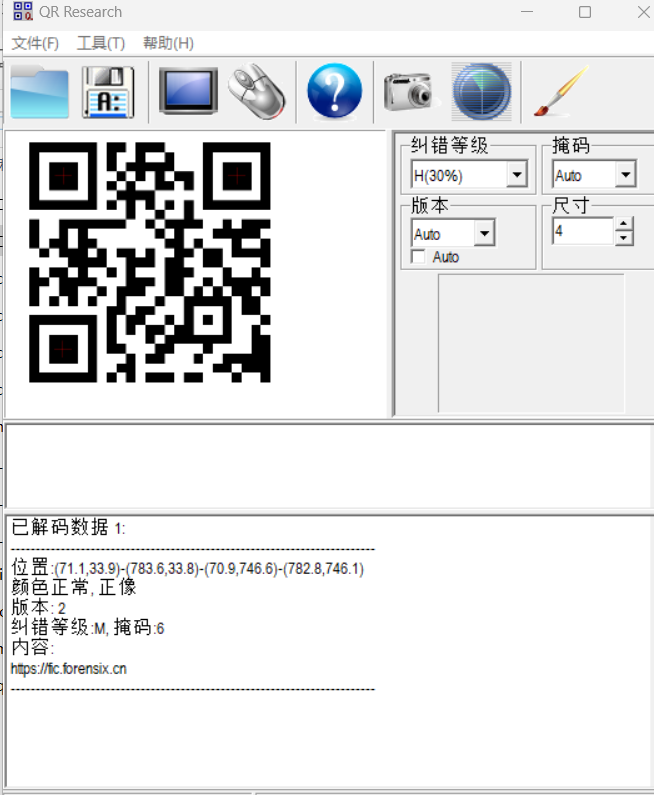 QR Research
文件(F) 工具(T) 帮助(H)
A:
?
纠错等级 掩码
H(30%) Auto
版本 尺寸
Auto 4
Auto
已解码数据 1:
---------------------------------------------------------------------------
位置:(71.1,33.9)-(783.6,33.8)-(70.9,746.6)-(782.8,746.1)
颜色正常, 正像
版本: 2
纠错等级:M, 掩码:6
内容:
https://fic.forensix.cn
---------------------------------------------------------------------------